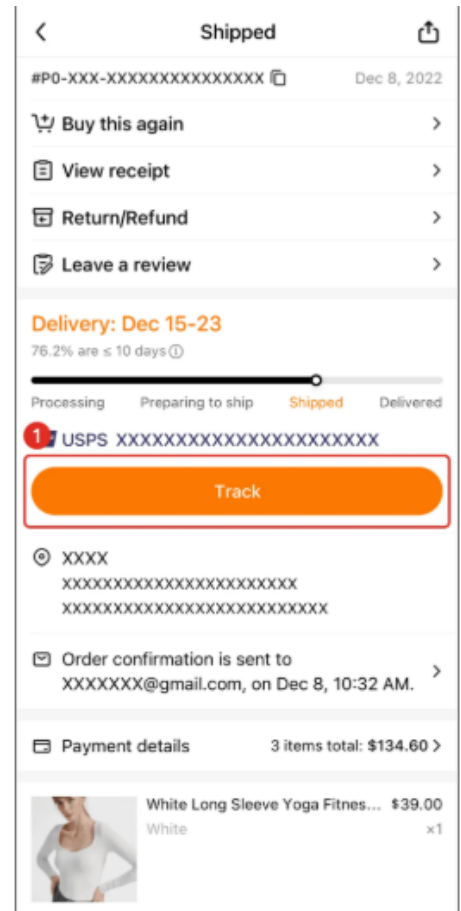 Shipped
#P0-XXX-XXXXXXXXXXXXXXX Dec 8, 2022
Buy this again
View receipt
Return/Refund
Leave a review
Delivery: Dec 15-23
76.2% are ≤ 10 days
Processing Preparing to ship Shipped Delivered
1 USPS XXXXXXXXXXXXXXXXXXXXXX
Track
XXXX
XXXXXXXXXXXXXXXXXXXXXXX
XXXXXXXXXXXXXXXXXXXXXXXXXX
Order confirmation is sent to
XXXXXXX@gmail.com, on Dec 8, 10:32 AM.
Payment details 3 items total: $134.60
White Long Sleeve Yoga Fitnes... $39.00
White ×1